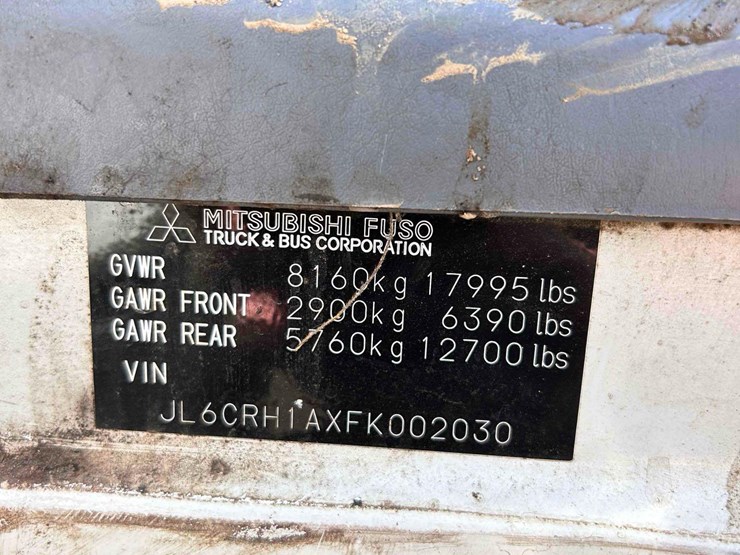 MITSUBISHI FUSO
TRUCK & BUS CORPORATION
GVWR 8160kg 17995 lbs
GAWR FRONT 2900kg 6390 lbs
GAWR REAR 5760kg 12700 lbs
VIN
JL6CRH1AXFK002030